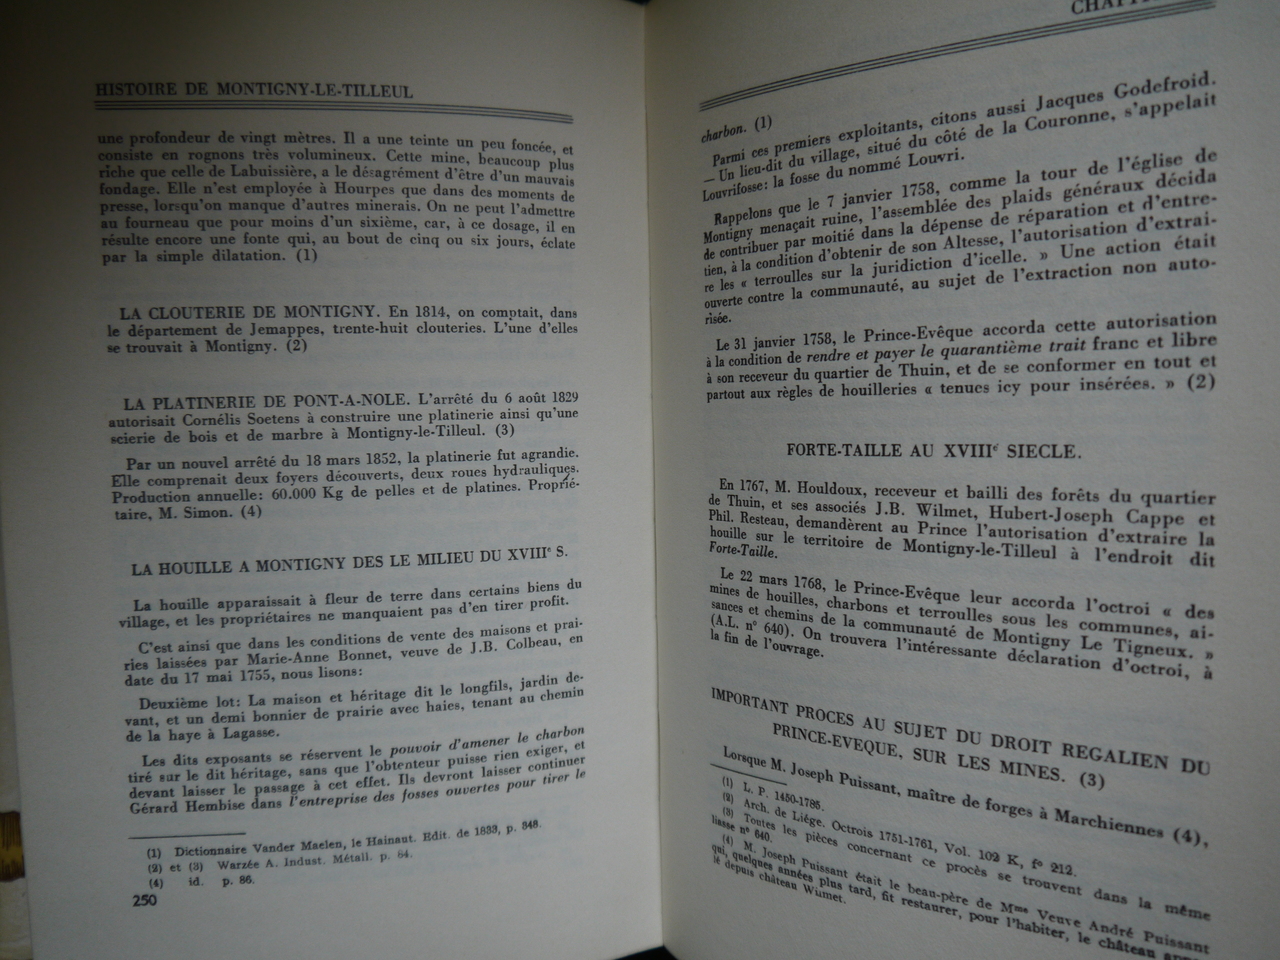 HISTOIRE DE MONTIGNY-LE-TILLEUL
une profondeur de vingt mètres. Il a une teinte un peu foncée, et
consiste en rognons très volumineux. Cette mine, beaucoup plus
riche que celle de Labuissière, a le désagrément d'être d'un mauvais
fondage. Elle n'est employée à Hourpes que dans des moments de
presse, lorsqu'on manque d'autres minerais. On ne peut l'admettre
au fourneau que pour moins d'un sixième, car, à ce dosage, il en
résulte encore une fonte qui, au bout de cinq ou six jours, éclate
par la simple dilatation. (1)
LA CLOUTERIE DE MONTIGNY. En 1814, on comptait, dans
le département de Jemappes, trente-huit clouteries. L'une d'elles
se trouvait à Montigny. (2)
LA PLATINERIE DE PONT-A-NOLE. L'arrêté du 6 août 1829
autorisait Cornélis Soetens à construire une platinerie ainsi qu'une
scierie de bois et de marbre à Montigny-le-Tilleul. (3)
Par un nouvel arrêté du 18 mars 1852, la platinerie fut agrandie.
Elle comprenait deux foyers découverts, deux roues hydrauliques.
Production annuelle: 60.000 Kg de pelles et de platines. Proprié-
taire, M. Simon. (4)
LA HOUILLE A MONTIGNY DES LE MILIEU DU XVIIIe S.
La houille apparaissait à fleur de terre dans certains biens du
village, et les propriétaires ne manquaient pas d'en tirer profit.
C'est ainsi que dans les conditions de vente des maisons et prai-
ries laissées par Marie-Anne Bonnet, veuve de J.B. Colbeau, en
date du 17 mai 1755, nous lisons:
Deuxième lot: La maison et héritage dit le longfils, jardin de-
vant, et un demi bonnier de prairie avec haies, tenant au chemin
de la haye à Lagasse.
Les dits exposants se réservent le pouvoir d'amener le charbon
tiré sur le dit héritage, sans que l'obtenteur puisse rien exiger, et
devant laisser le passage à cet effet. Ils devront laisser continuer
Gérard Hembise dans l'entreprise des fosses ouvertes pour tirer le
(1) Dictionnaire Vander Maelen, le Hainaut. Edit. de 1833, p. 348.
(2) et (3) Warzée A. Indust. Métall. p. 64.
(4) id. p. 86.
250
charbon. (1)
Parmi ces premiers exploitants, citons aussi Jacques Godefroid.
— Un lieu-dit du village, situé du côté de la Couronne, s'appelait
Louvrifosse: la fosse du nommé Louvri.
Rappelons que le 7 janvier 1758, comme la tour de l'église de
Montigny menaçait ruine, l'assemblée des plaids généraux décida
de contribuer par moitié dans la dépense de réparation et d'entre-
tien, à la condition d'obtenir de son Altesse, l'autorisation d'extrai-
re les « terroulles sur la juridiction d'icelle. » Une action était
ouverte contre la communauté, au sujet de l'extraction non auto-
risée.
Le 31 janvier 1758, le Prince-Evêque accorda cette autorisation
à la condition de rendre et payer le quarantième trait franc et libre
à son receveur du quartier de Thuin, et de se conformer en tout et
partout aux règles de houilleries « tenues icy pour insérées. » (2)
FORTE-TAILLE AU XVIIIe SIECLE.
En 1767, M. Houldoux, receveur et bailli des forêts du quartier
de Thuin, et ses associés J.B. Wilmet, Hubert-Joseph Cappe et
Phil. Resteau, demandèrent au Prince l'autorisation d'extraire la
houille sur le territoire de Montigny-le-Tilleul à l'endroit dit
Forte-Taille.
Le 22 mars 1768, le Prince-Evêque leur accorda l'octroi « des
mines de houilles, charbons et terroulles sous les communes, ai-
sances et chemins de la communauté de Montigny Le Tigneux. »
(A.L. n° 640). On trouvera l'intéressante déclaration d'octroi, à
la fin de l'ouvrage.
IMPORTANT PROCES AU SUJET DU DROIT REGALIEN DU
PRINCE-EVEQUE, SUR LES MINES. (3)
Lorsque M. Joseph Puissant, maître de forges à Marchiennes (4),
(1) L. P. 1450-1785.
(2) Arch. de Liége. Octrois 1751-1761, Vol. 102 K, f° 212.
(3) Toutes les pièces concernant ce procès se trouvent dans la même
liasse n° 640.
(4) M. Joseph Puissant était le beau-père de Mme Veuve André Puissant
qui, quelques années plus tard, fit restaurer, pour l'habiter, le château
lé depuis château Wilmet.